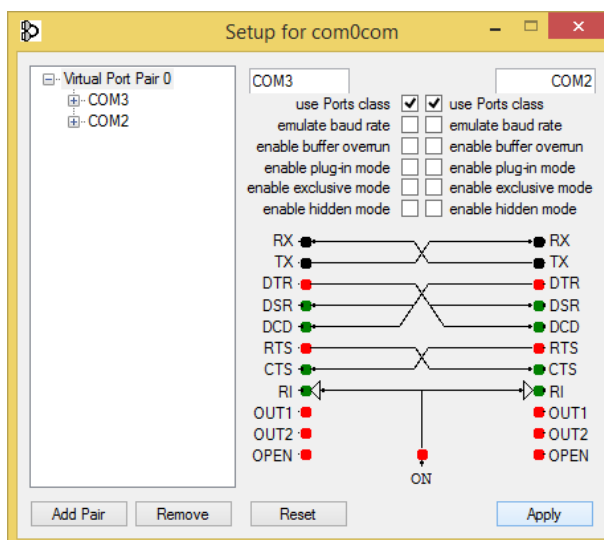 Setup for com0com
Virtual Port Pair 0
COM3
COM2
COM3 COM2
use Ports class use Ports class
emulate baud rate emulate baud rate
enable buffer overrun enable buffer overrun
enable plug-in mode enable plug-in mode
enable exclusive mode enable exclusive mode
enable hidden mode enable hidden mode
RX RX
TX TX
DTR DTR
DSR DSR
DCD DCD
RTS RTS
CTS CTS
RI RI
OUT1 OUT1
OUT2 OUT2
OPEN OPEN
ON
Add Pair Remove Reset Apply